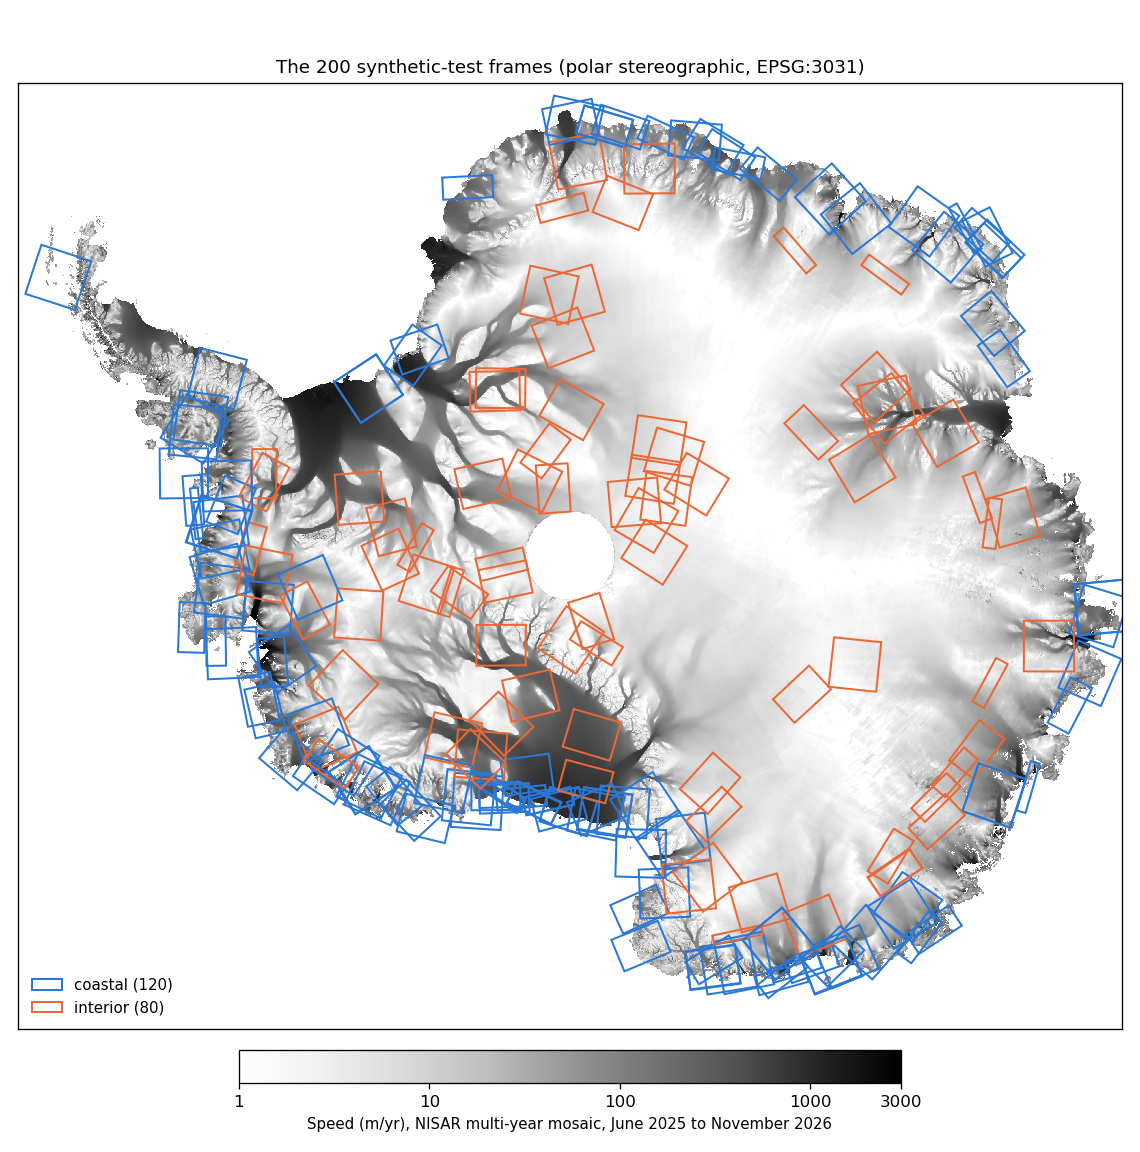 The 200 synthetic-test frames (polar stereographic, EPSG:3031)
coastal (120)
interior (80)
1 10 100 1000 3000
Speed (m/yr), NISAR multi-year mosaic, June 2025 to November 2026